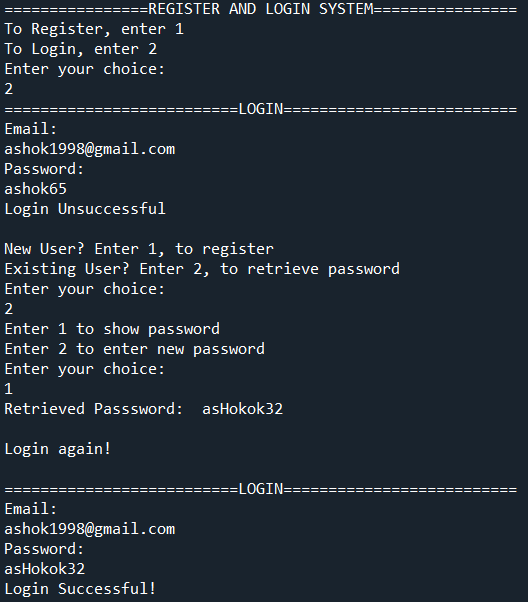 ================REGISTER AND LOGIN SYSTEM================
To Register, enter 1
To Login, enter 2
Enter your choice:
2
==========================LOGIN==========================
Email:
ashok1998@gmail.com
Password:
ashok65
Login Unsuccessful
New User? Enter 1, to register
Existing User? Enter 2, to retrieve password
Enter your choice:
2
Enter 1 to show password
Enter 2 to enter new password
Enter your choice:
1
Retrieved Passsword:  asHokok32
Login again!
==========================LOGIN==========================
Email:
ashok1998@gmail.com
Password:
asHokok32
Login Successful!